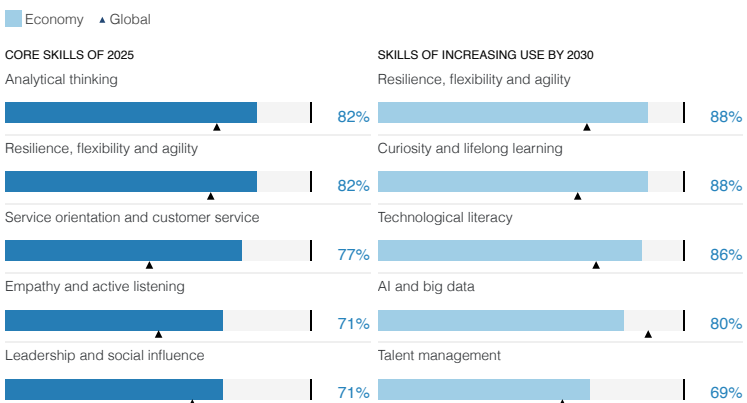 Economy Global
CORE SKILLS OF 2025
Analytical thinking
82%
Resilience, flexibility and agility
82%
Service orientation and customer service
77%
Empathy and active listening
71%
Leadership and social influence
71%
SKILLS OF INCREASING USE BY 2030
Resilience, flexibility and agility
88%
Curiosity and lifelong learning
88%
Technological literacy
86%
AI and big data
80%
Talent management
69%